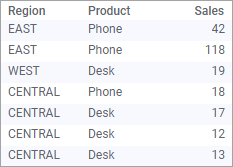 Region Product Sales
EAST Phone 42
EAST Phone 118
WEST Desk 19
CENTRAL Phone 18
CENTRAL Desk 17
CENTRAL Desk 12
CENTRAL Desk 13